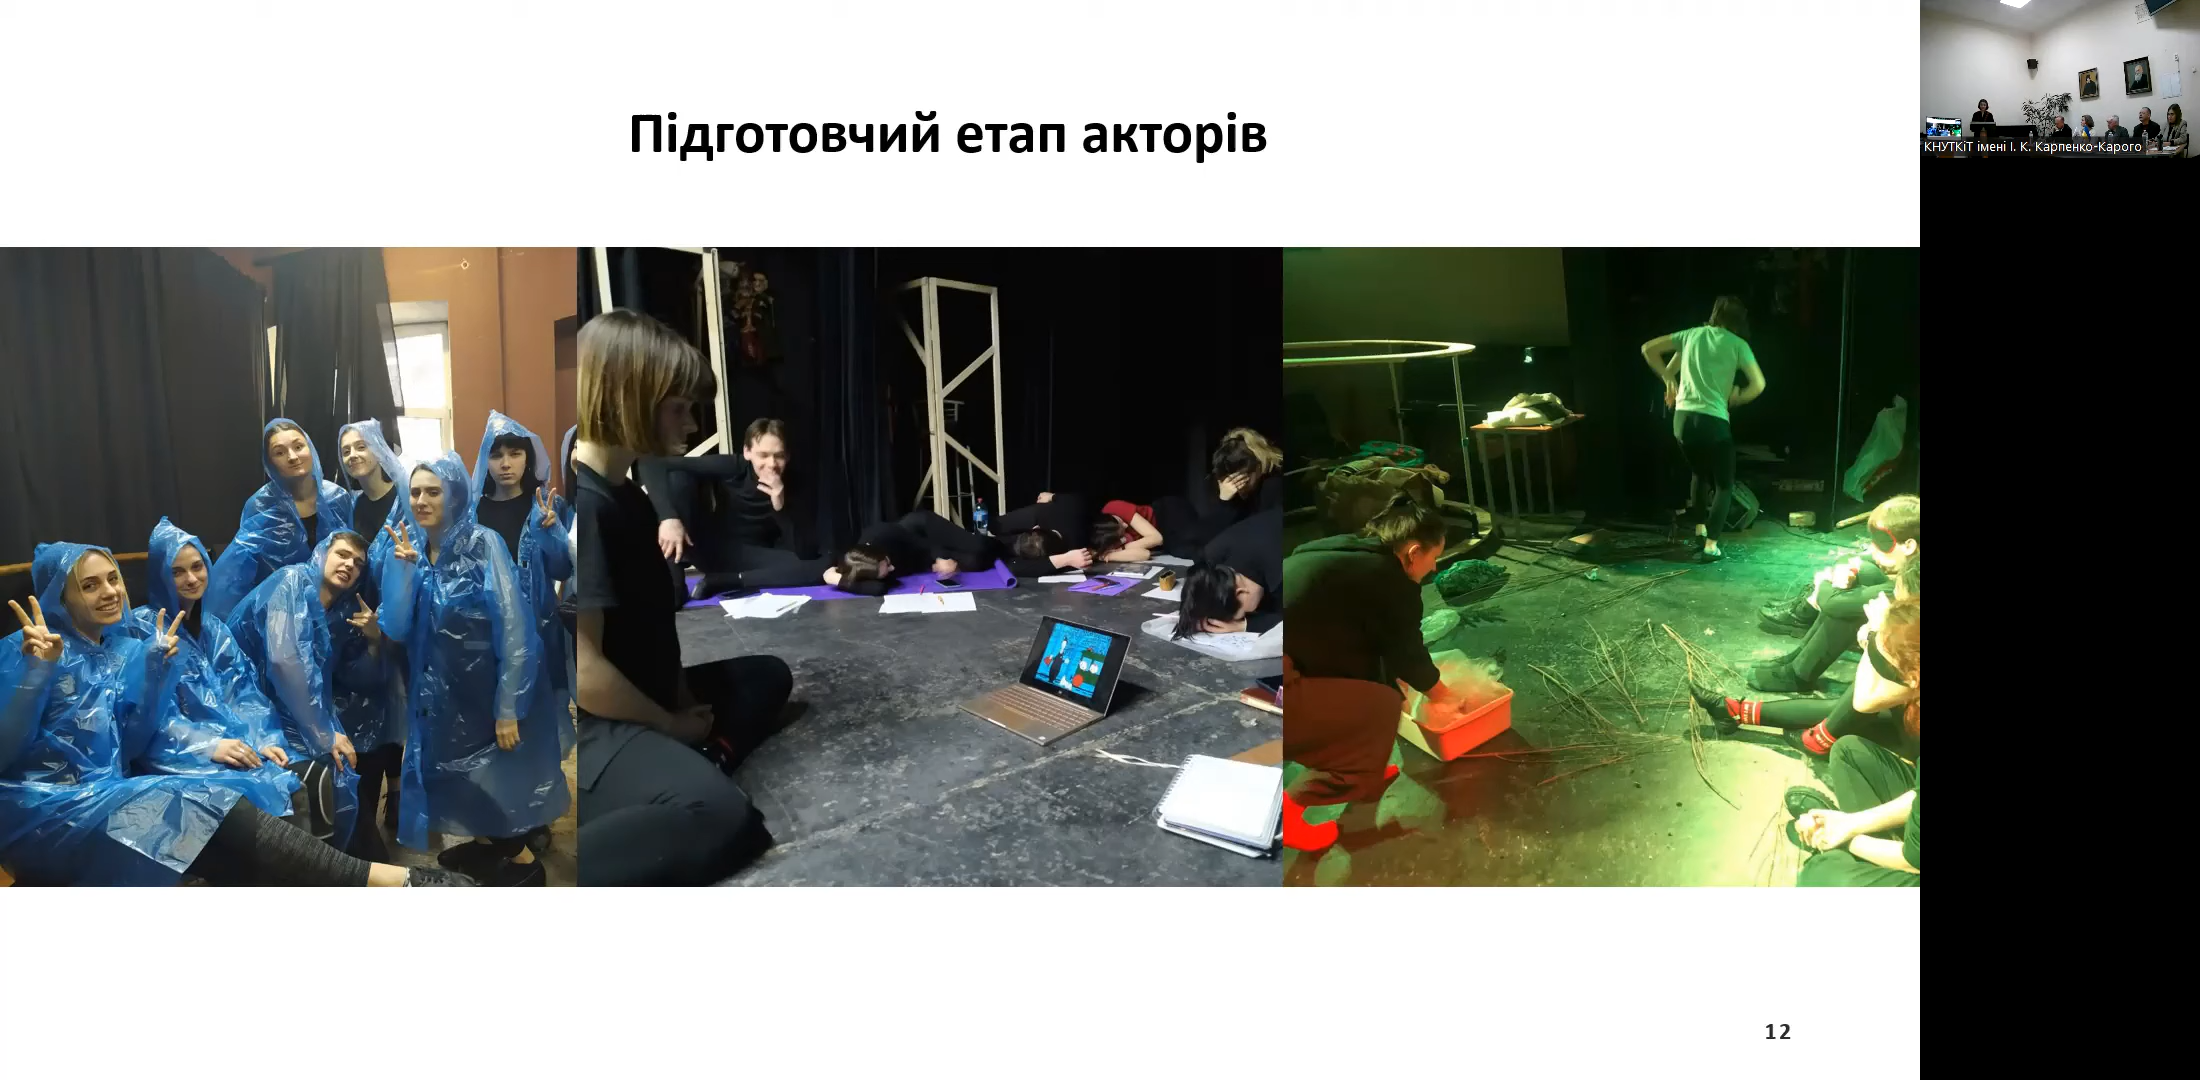 Підготовчий етап акторів
КНУТКіТ імені І. К. Карпенко-Карого
12